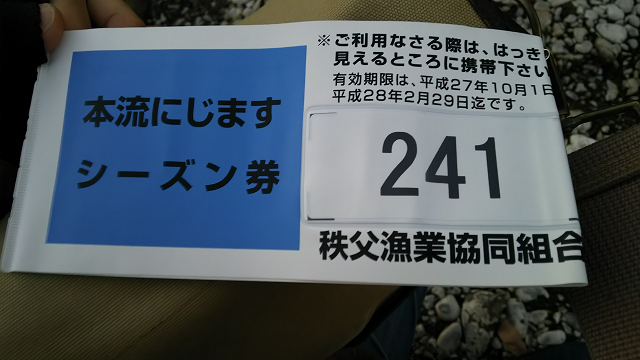 本流にじます
シーズン券
※ご利用なさる際は、はっきり
見えるところに携帯下さい
有効期限は、平成27年10月1日
平成28年2月29日迄です。
241
秩父漁業協同組合